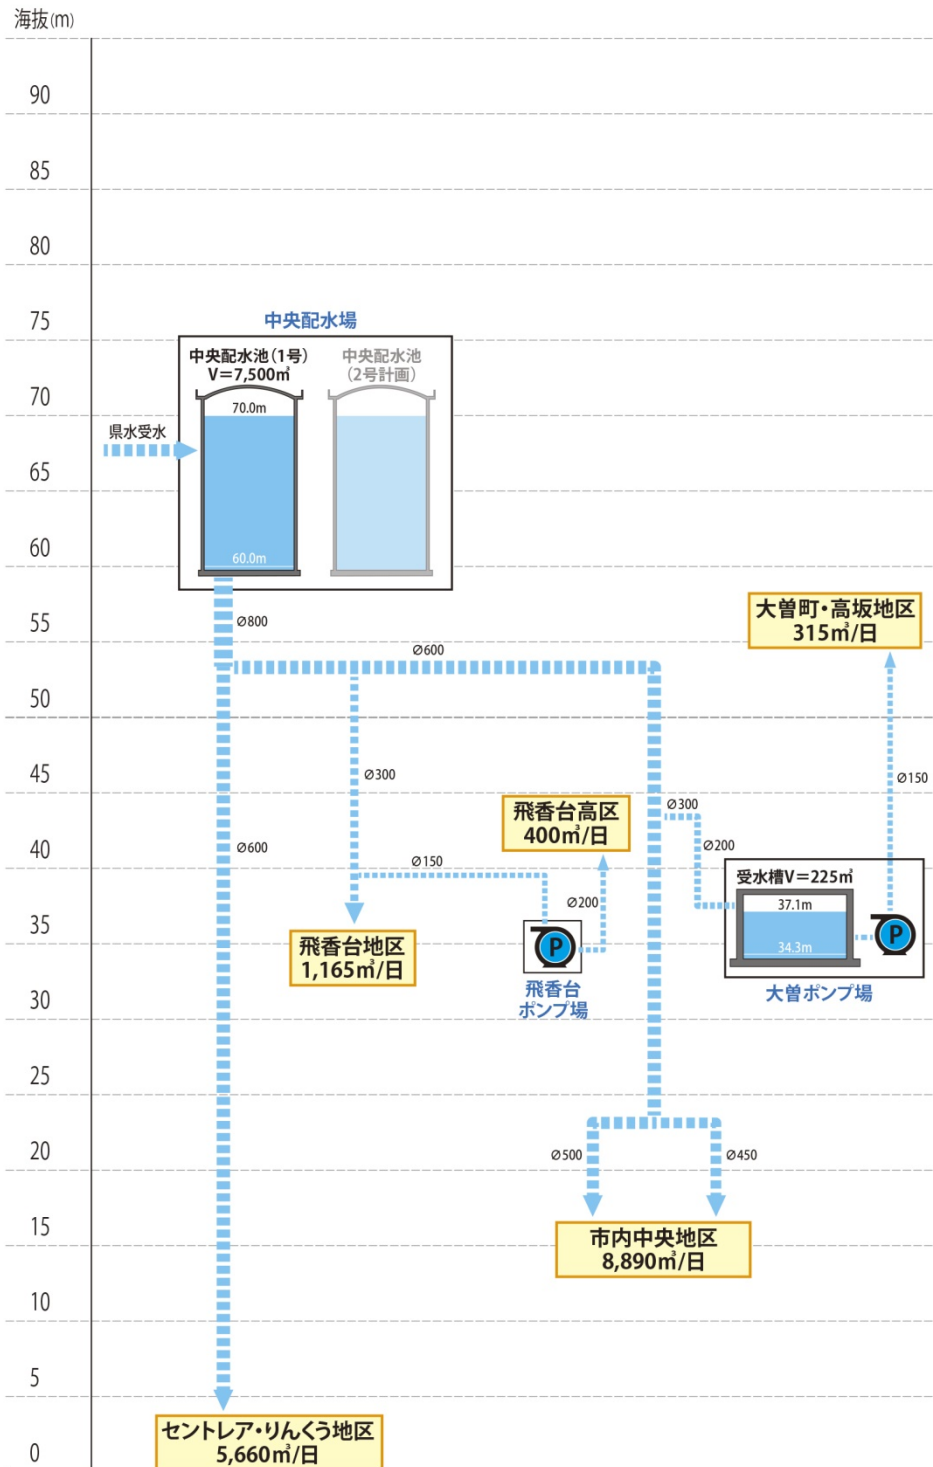 海抜(m)
90
85
80
75
中央配水場
中央配水池(1号)
V=7,500㎥
中央配水池
(2号計画)
70
70.0m
県水受水
65
60
60.0m
55
Ø800
大曽町・高坂地区
315㎥/日
Ø600
50
45
Ø300
Ø150
飛香台高区
400㎥/日
Ø300
40
Ø600
Ø150
Ø200
受水槽V=225㎥
37.1m
Ø200
35
P
P
34.3m
飛香台地区
1,165㎥/日
飛香台
ポンプ場
大曽ポンプ場
30
25
20
Ø500
Ø450
15
市内中央地区
8,890㎥/日
10
5
セントレア・りんくう地区
5,660㎥/日
0